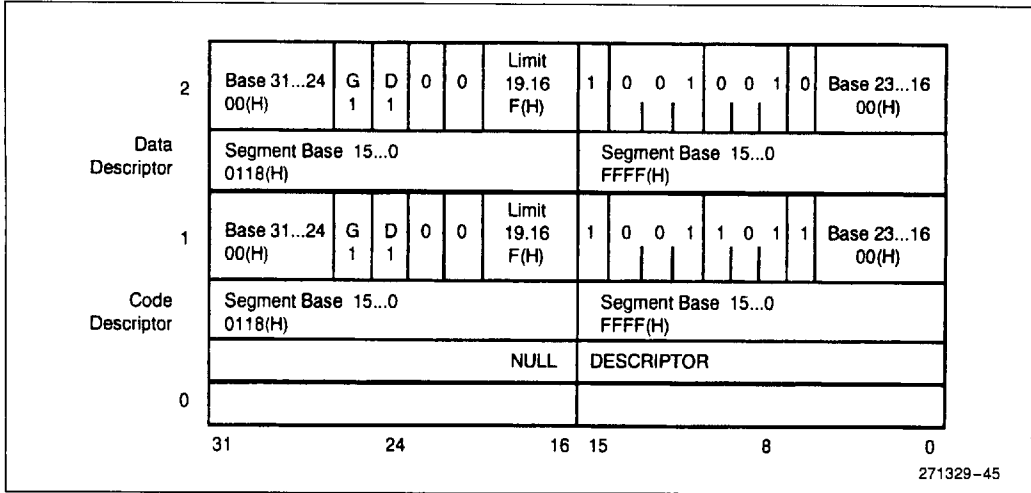 2
Base 31...24 G D 0 0 Limit 1 0 0 1 0 0 1 0 Base 23...16
00(H) 1 1 19.16 00(H)
F(H)
Data
Descriptor
Segment Base 15...0 Segment Base 15...0
0118(H) FFFF(H)
1
Base 31...24 G D 0 0 Limit 1 0 0 1 1 0 1 1 Base 23...16
00(H) 1 1 19.16 00(H)
F(H)
Code
Descriptor
Segment Base 15...0 Segment Base 15...0
0118(H) FFFF(H)
NULL DESCRIPTOR
0
31 24 16 15 8 0
271329-45